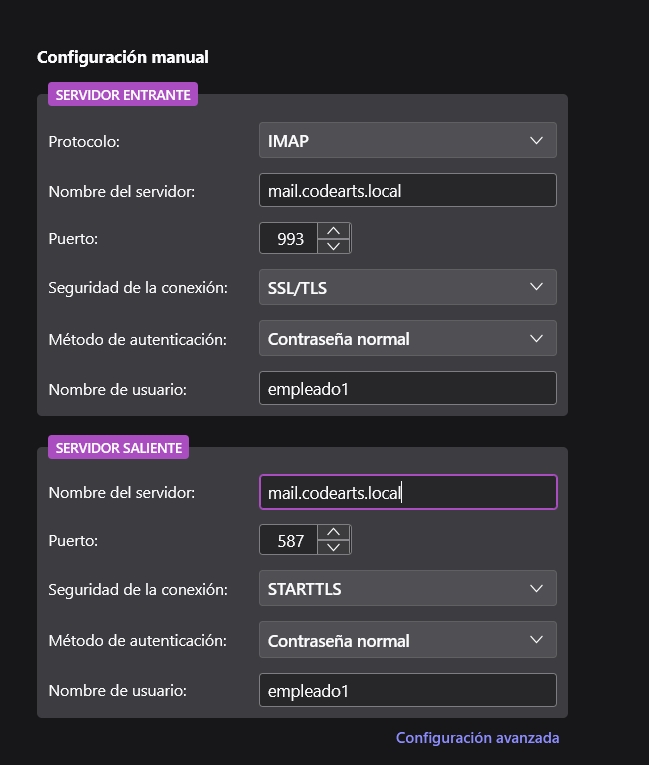 Configuración manual
SERVIDOR ENTRANTE
Protocolo: IMAP
Nombre del servidor: mail.codearts.local
Puerto: 993
Seguridad de la conexión: SSL/TLS
Método de autenticación: Contraseña normal
Nombre de usuario: empleado1
SERVIDOR SALIENTE
Nombre del servidor: mail.codearts.local
Puerto: 587
Seguridad de la conexión: STARTTLS
Método de autenticación: Contraseña normal
Nombre de usuario: empleado1
Configuración avanzada